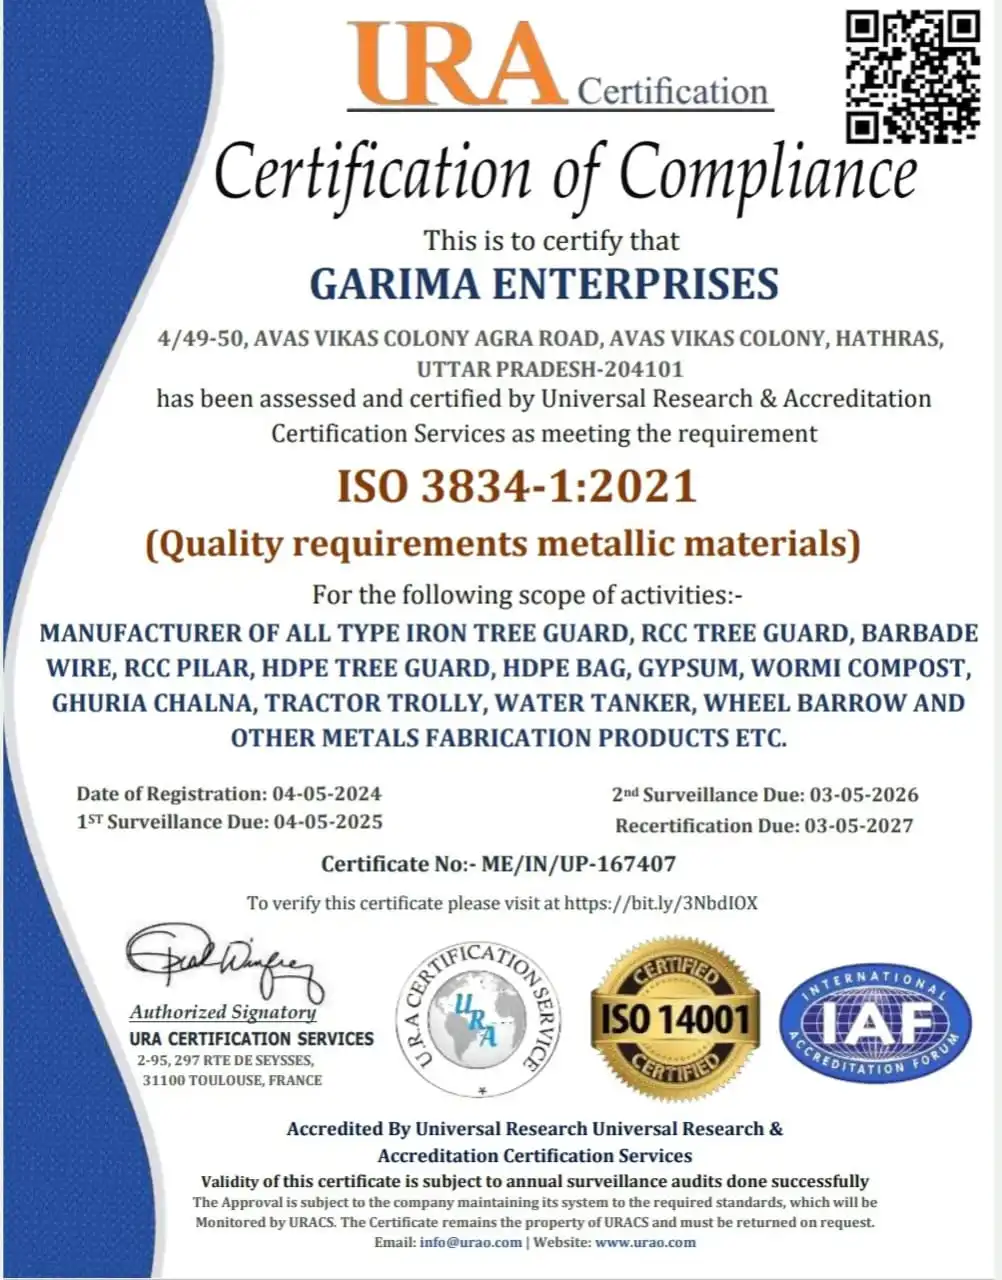 URA Certification
Certification of Compliance
This is to certify that
GARIMA ENTERPRISES
4/49-50, AVAS VIKAS COLONY AGRA ROAD, AVAS VIKAS COLONY, HATHRAS,
UTTAR PRADESH-204101
has been assessed and certified by Universal Research & Accreditation
Certification Services as meeting the requirement
ISO 3834-1:2021
(Quality requirements metallic materials)
For the following scope of activities:-
MANUFACTURER OF ALL TYPE IRON TREE GUARD, RCC TREE GUARD, BARBADE
WIRE, RCC PILAR, HDPE TREE GUARD, HDPE BAG, GYPSUM, WORMI COMPOST,
GHURIA CHALNA, TRACTOR TROLLY, WATER TANKER, WHEEL BARROW AND
OTHER METALS FABRICATION PRODUCTS ETC.
Date of Registration: 04-05-2024
1ST Surveillance Due: 04-05-2025
2nd Surveillance Due: 03-05-2026
Recertification Due: 03-05-2027
Certificate No:- ME/IN/UP-167407
To verify this certificate please visit at https://bit.ly/3NbdIOX
Authorized Signatory
URA CERTIFICATION SERVICES
2-95, 297 RTE DE SEYSSES,
31100 TOULOUSE, FRANCE
URA CERTIFICATION SERVICE
URA
CERTIFIED
ISO 14001
CERTIFIED
INTERNATIONAL
IAF
ACCREDITATION FORUM
Accredited By Universal Research Universal Research &
Accreditation Certification Services
Validity of this certificate is subject to annual surveillance audits done successfully
The Approval is subject to the company maintaining its system to the required standards, which will be
Monitored by URACS. The Certificate remains the property of URACS and must be returned on request.
Email: info@urao.com | Website: www.urao.com